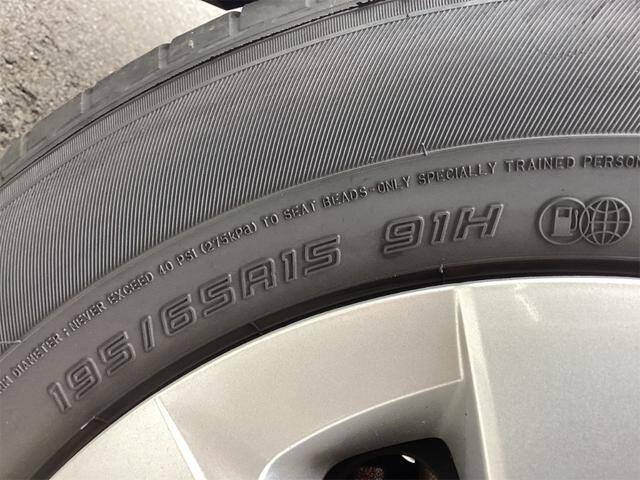 DIAMETER : NEVER EXCEED 40 PSI (275kPa) TO SEAT BEADS-ONLY SPECIALLY TRAINED PERSON
195/65R15 91H